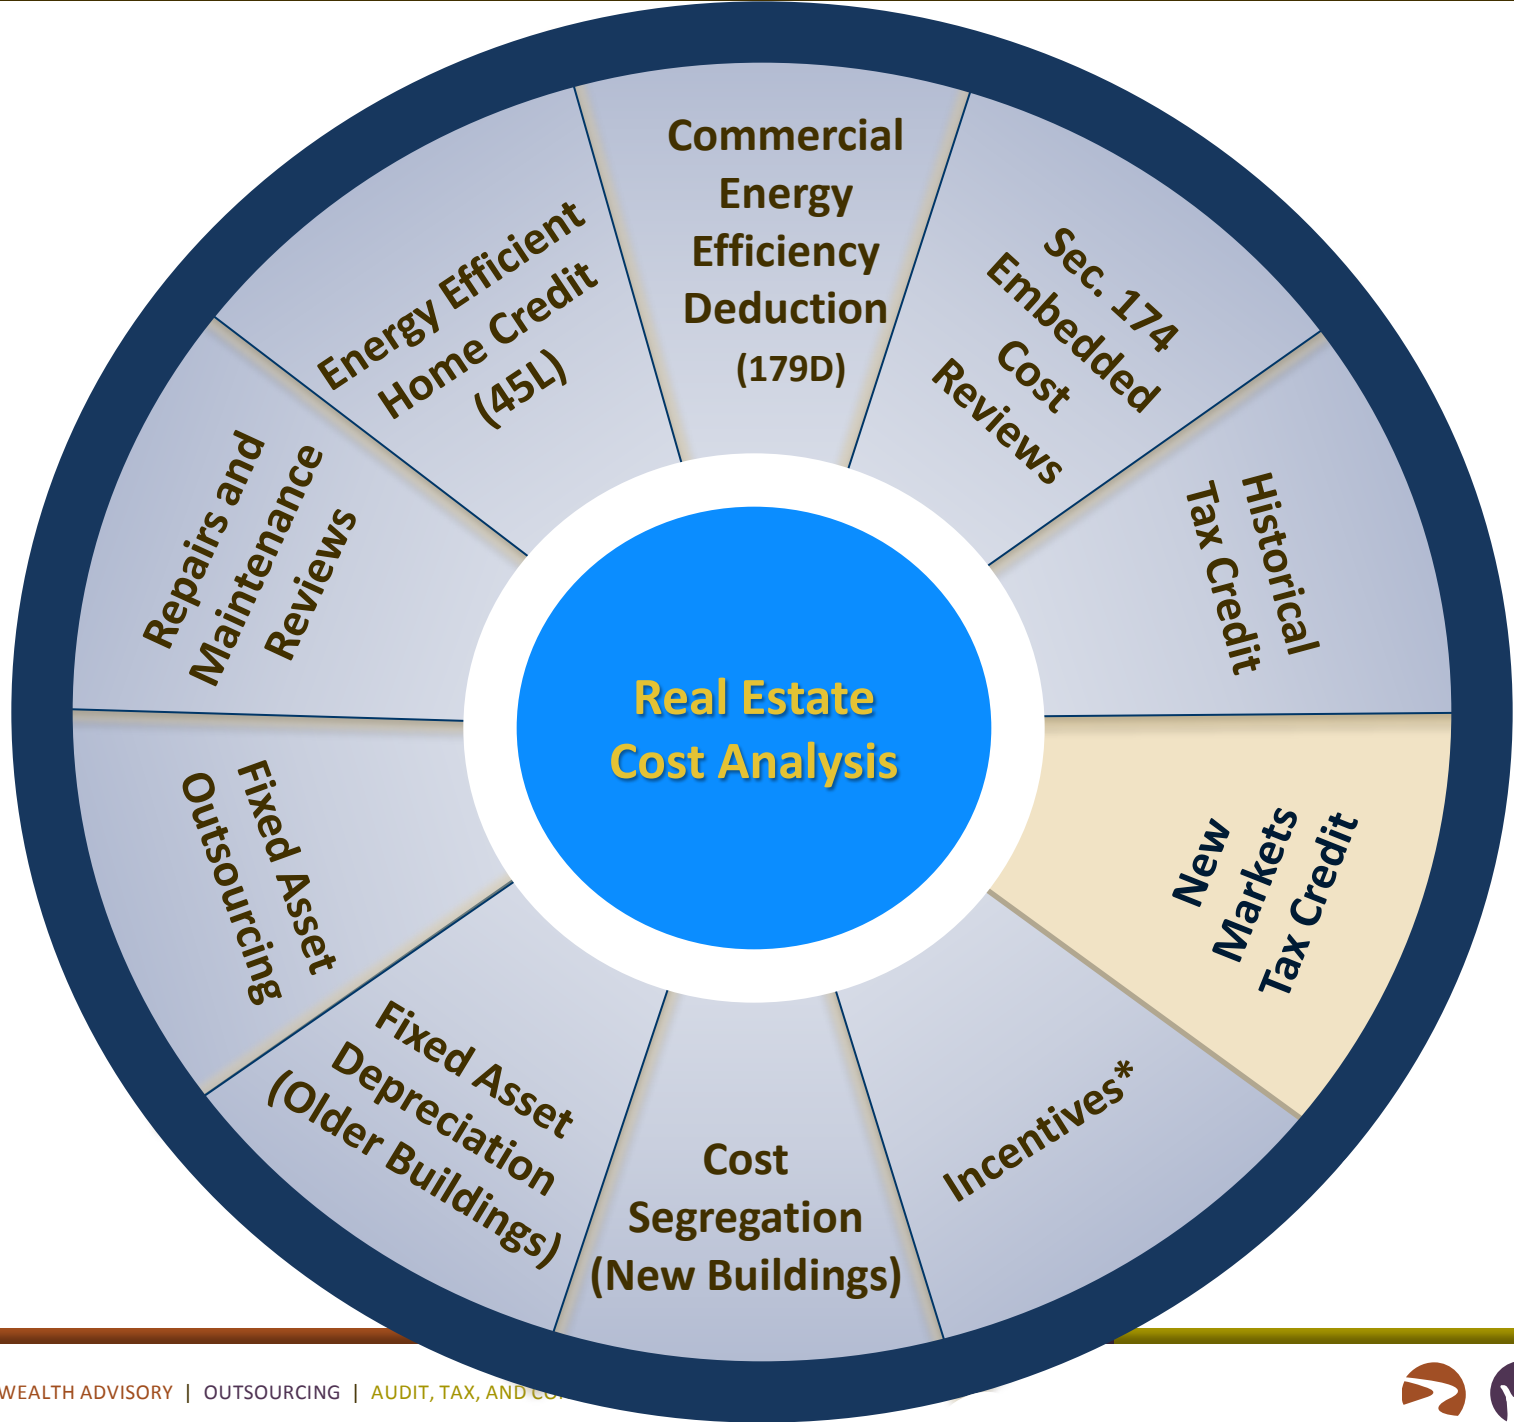 Commercial
Energy
Efficiency
Deduction
(179D)
Sec. 174
Embedded
Cost
Reviews
Historical
Tax Credit
New
Markets
Tax Credit
Incentives*
Cost
Segregation
(New Buildings)
Fixed Asset
Depreciation
(Older Buildings)
Fixed Asset
Outsourcing
Repairs and
Maintenance
Reviews
Energy Efficient
Home Credit
(45L)
Real Estate
Cost Analysis
WEALTH ADVISORY | OUTSOURCING | AUDIT, TAX, AND